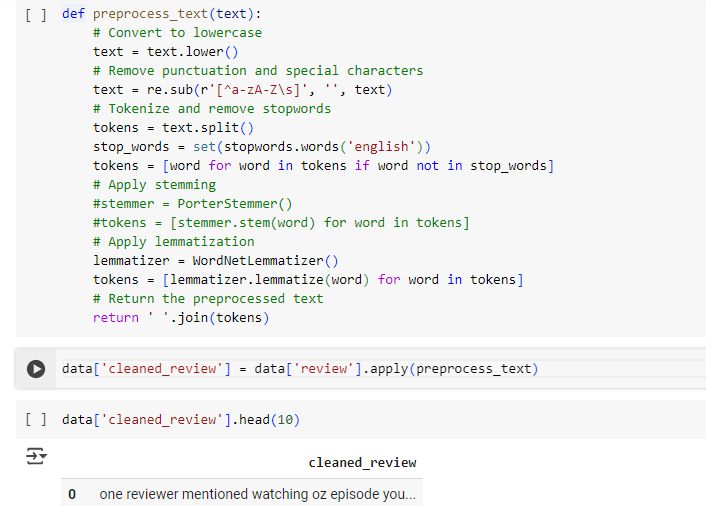 [ ] def preprocess_text(text):
# Convert to lowercase
text = text.lower()
# Remove punctuation and special characters
text = re.sub(r'[^a-zA-Z\s]', '', text)
# Tokenize and remove stopwords
tokens = text.split()
stop_words = set(stopwords.words('english'))
tokens = [word for word in tokens if word not in stop_words]
# Apply stemming
#stemmer = PorterStemmer()
#tokens = [stemmer.stem(word) for word in tokens]
# Apply lemmatization
lemmatizer = WordNetLemmatizer()
tokens = [lemmatizer.lemmatize(word) for word in tokens]
# Return the preprocessed text
return ' '.join(tokens)
data['cleaned_review'] = data['review'].apply(preprocess_text)
[ ] data['cleaned_review'].head(10)
cleaned_review
0 one reviewer mentioned watching oz episode you...